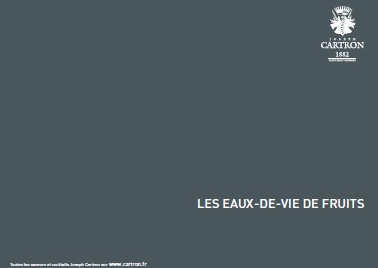 JOSEPH
CARTRON
1882
LES EAUX-DE-VIE DE FRUITS
Toutes les saveurs et cocktails Joseph Cartron sur www.cartron.fr